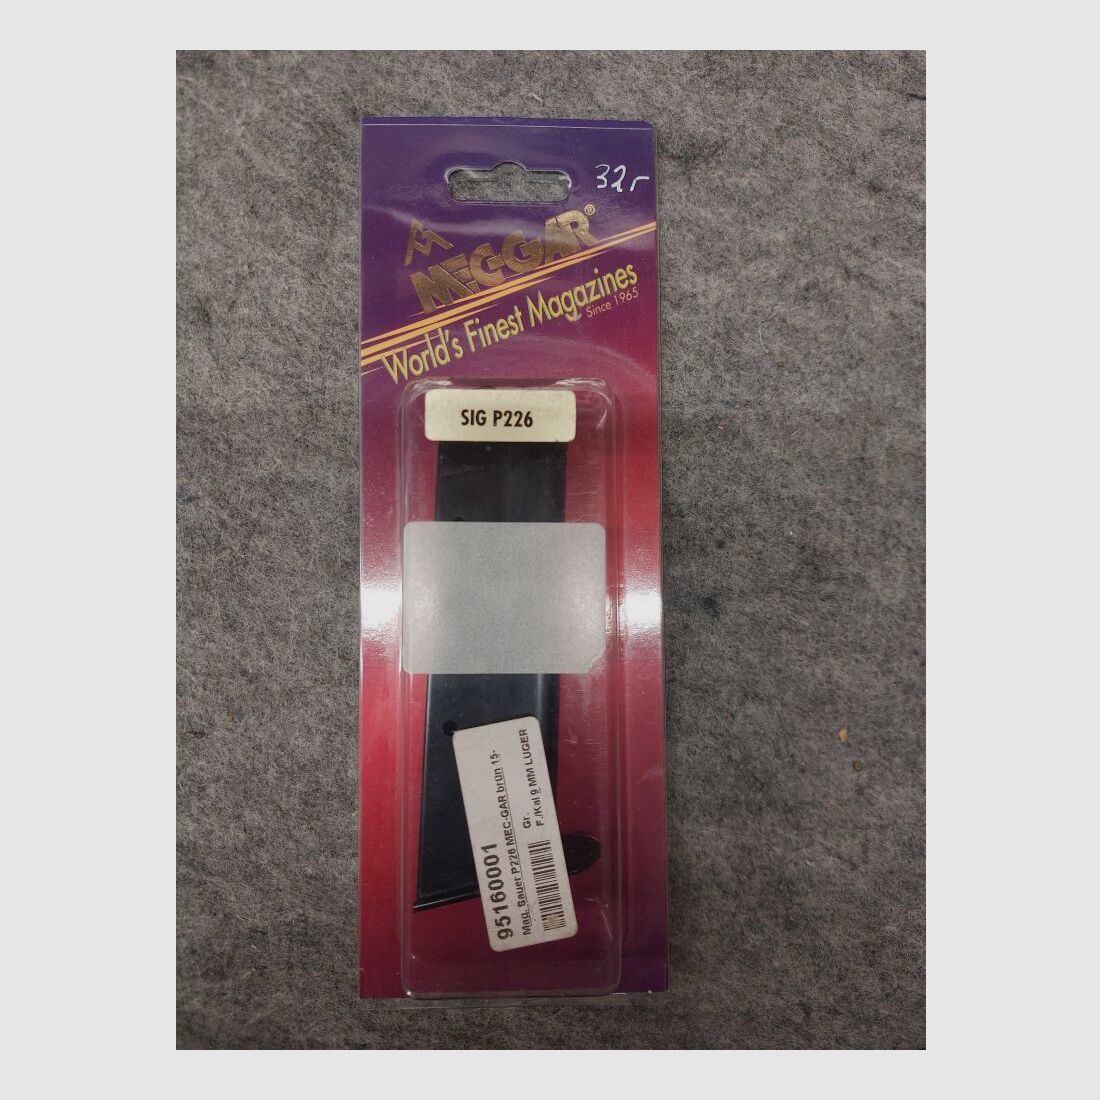 32r
MEC-GAR®
World's Finest Magazines
Since 1965
SIG P226
95160001
Mag. Sauer P226 MEC-GAR brün 15-
Gr.
F./Kal 9 MM LUGER